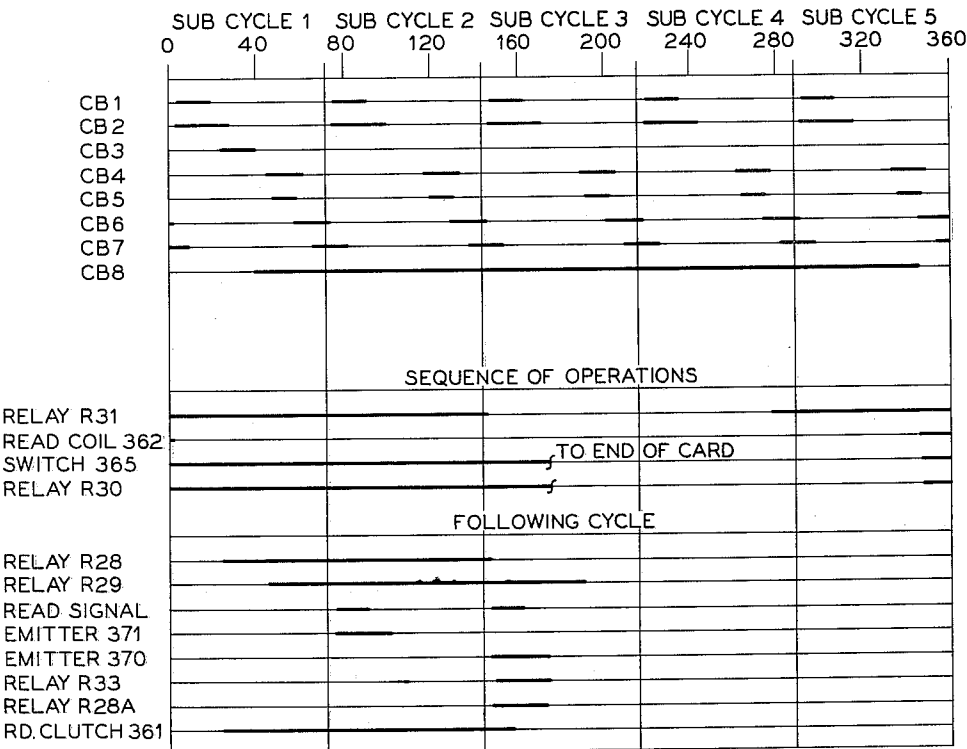 SUB CYCLE 1 SUB CYCLE 2 SUB CYCLE 3 SUB CYCLE 4 SUB CYCLE 5
0 40 80 120 160 200 240 280 320 360
CB1
CB2
CB3
CB4
CB5
CB6
CB7
CB8
SEQUENCE OF OPERATIONS
RELAY R31
READ COIL 362
SWITCH 365 TO END OF CARD
RELAY R30
FOLLOWING CYCLE
RELAY R28
RELAY R29
READ SIGNAL
EMITTER 371
EMITTER 370
RELAY R33
RELAY R28A
RD. CLUTCH 361